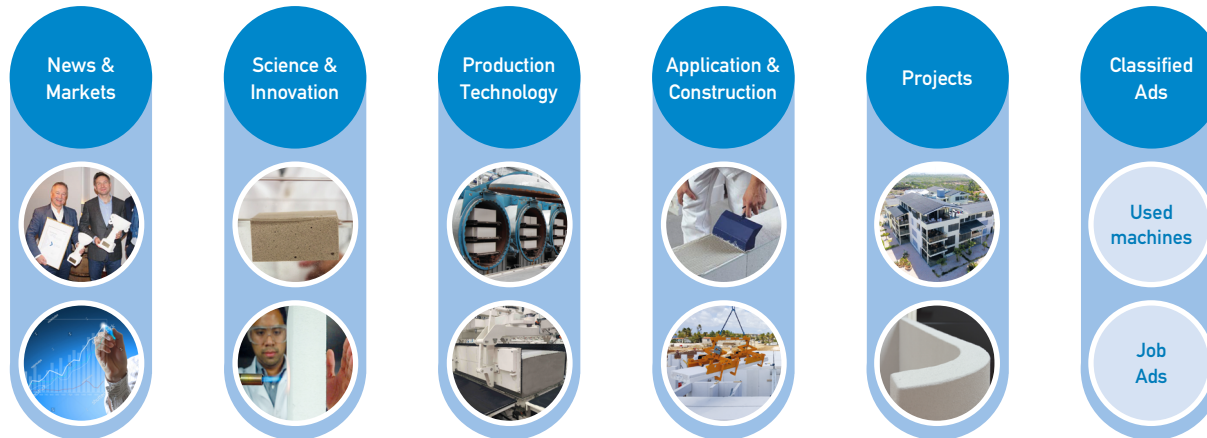 News &
Markets
Science &
Innovation
Production
Technology
Application &
Construction
Projects
Classified
Ads
Used
machines
Job
Ads